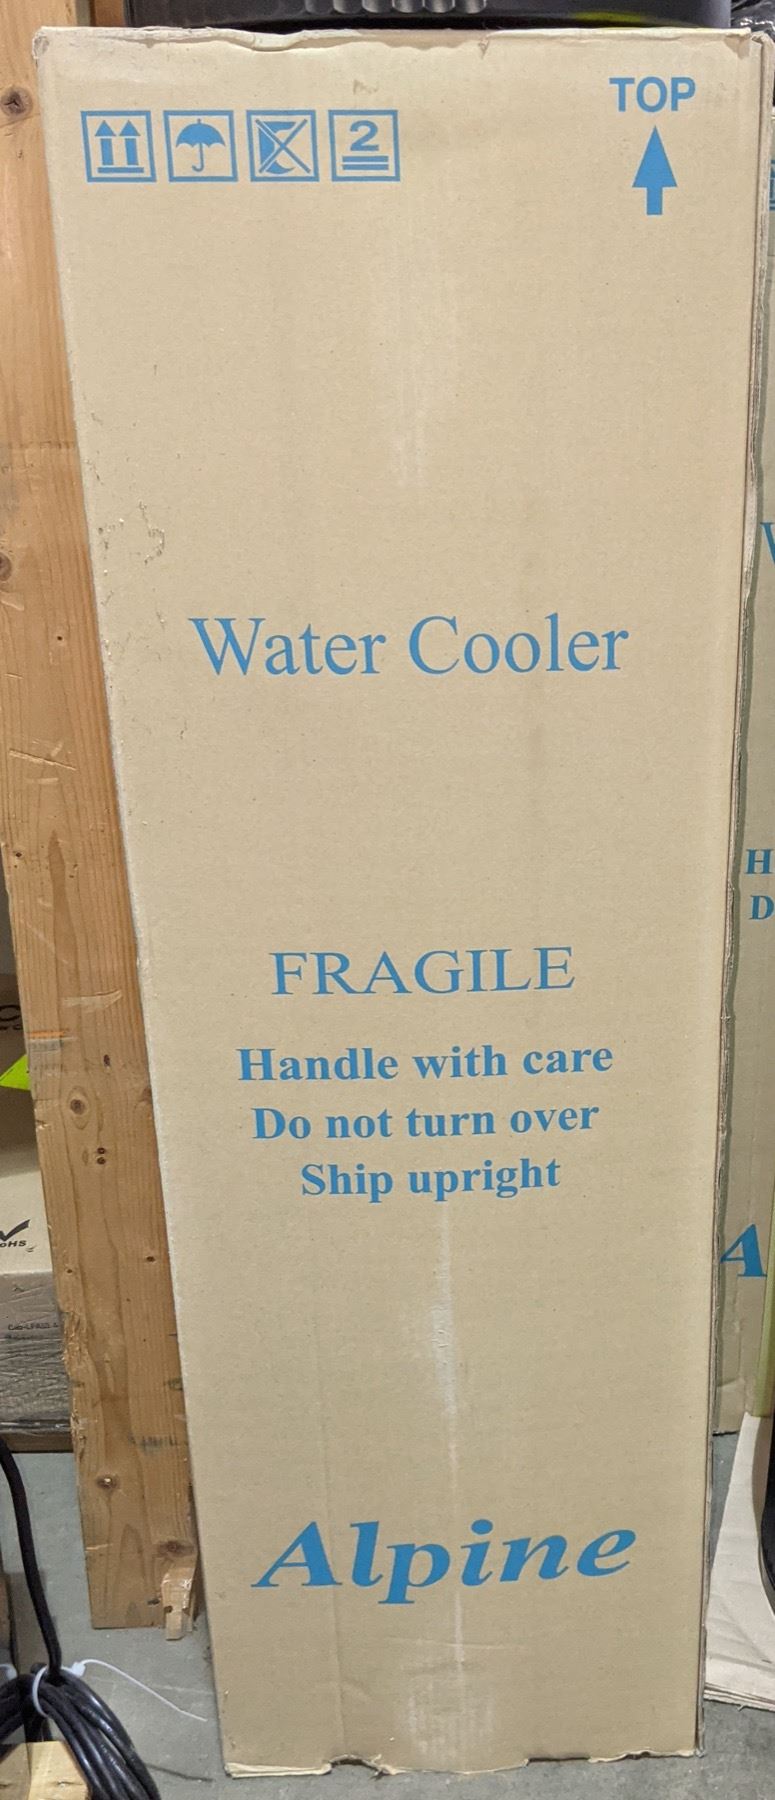 TOP
2
Water Cooler
FRAGILE
Handle with care
Do not turn over
Ship upright
Alpine
H
D
A